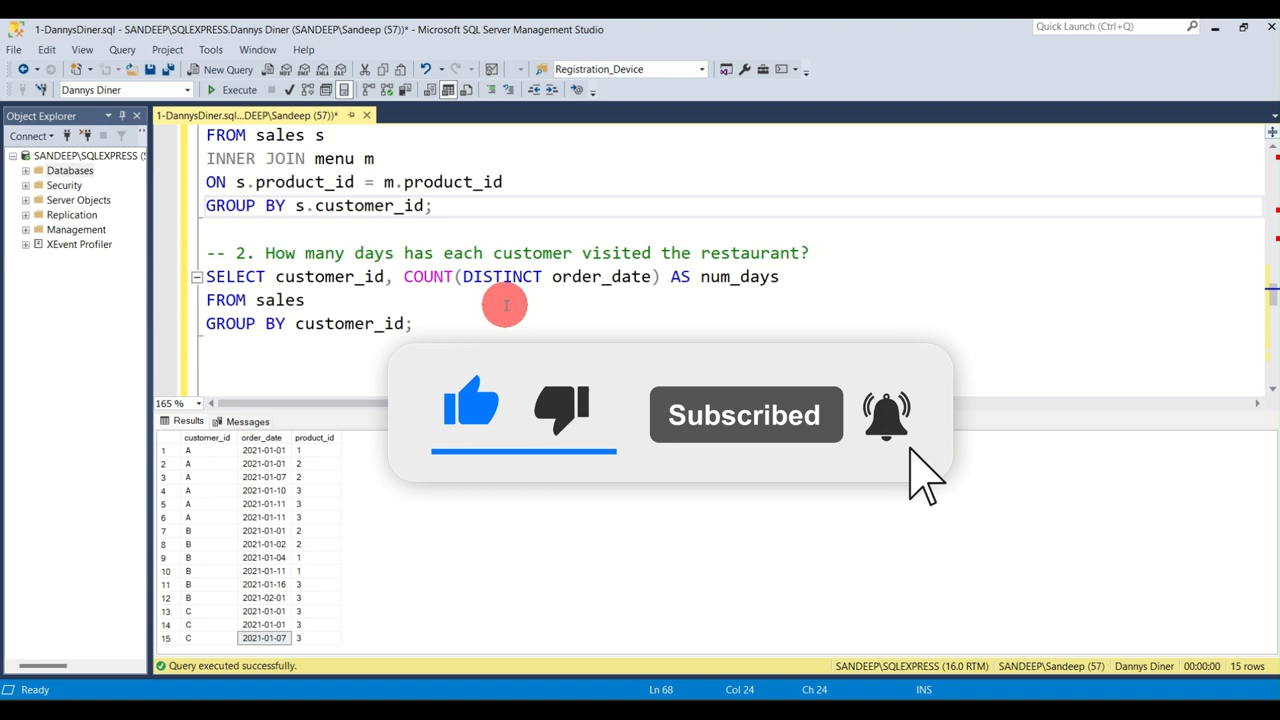 1-DannysDiner.sql - SANDEEP\SQLEXPRESS.Dannys Diner (SANDEEP\Sandeep (57))* - Microsoft SQL Server Management Studio
Quick Launch (Ctrl+Q)
File Edit View Query Project Tools Window Help
New Query
MDX DMX XMLA DAX
Registration_Device
Dannys Diner
Execute
Object Explorer
1-DannysDiner.sql...DEEP\Sandeep (57))*
Connect
SANDEEP\SQLEXPRESS (
Databases
Security
Server Objects
Replication
Management
XEvent Profiler
FROM sales s
INNER JOIN menu m
ON s.product_id = m.product_id
GROUP BY s.customer_id;
-- 2. How many days has each customer visited the restaurant?
SELECT customer_id, COUNT(DISTINCT order_date) AS num_days
FROM sales
GROUP BY customer_id;
Subscribed
165 %
Results Messages
customer_id order_date product_id
1 A 2021-01-01 1
2 A 2021-01-01 2
3 A 2021-01-07 2
4 A 2021-01-10 3
5 A 2021-01-11 3
6 A 2021-01-11 3
7 B 2021-01-01 2
8 B 2021-01-02 2
9 B 2021-01-04 1
10 B 2021-01-11 1
11 B 2021-01-16 3
12 B 2021-02-01 3
13 C 2021-01-01 3
14 C 2021-01-01 3
15 C 2021-01-07 3
Query executed successfully.
SANDEEP\SQLEXPRESS (16.0 RTM) SANDEEP\Sandeep (57) Dannys Diner 00:00:00 15 rows
Ready
Ln 68 Col 24 Ch 24 INS